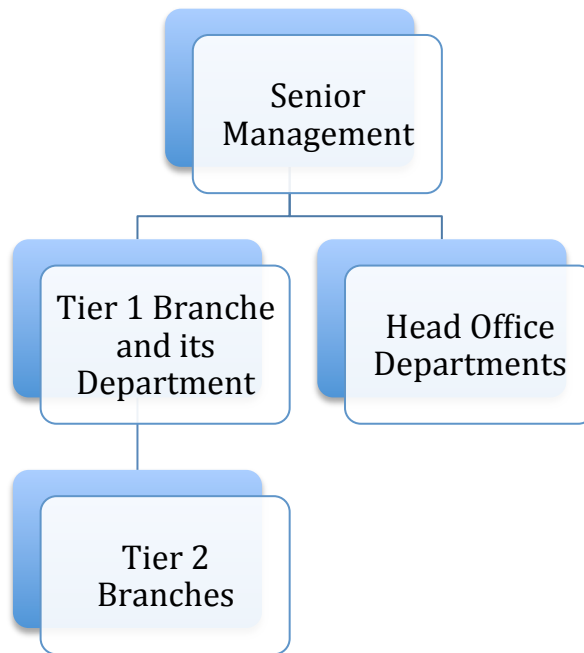 Senior
Management
Tier 1 Branche
and its
Department
Head Office
Departments
Tier 2
Branches